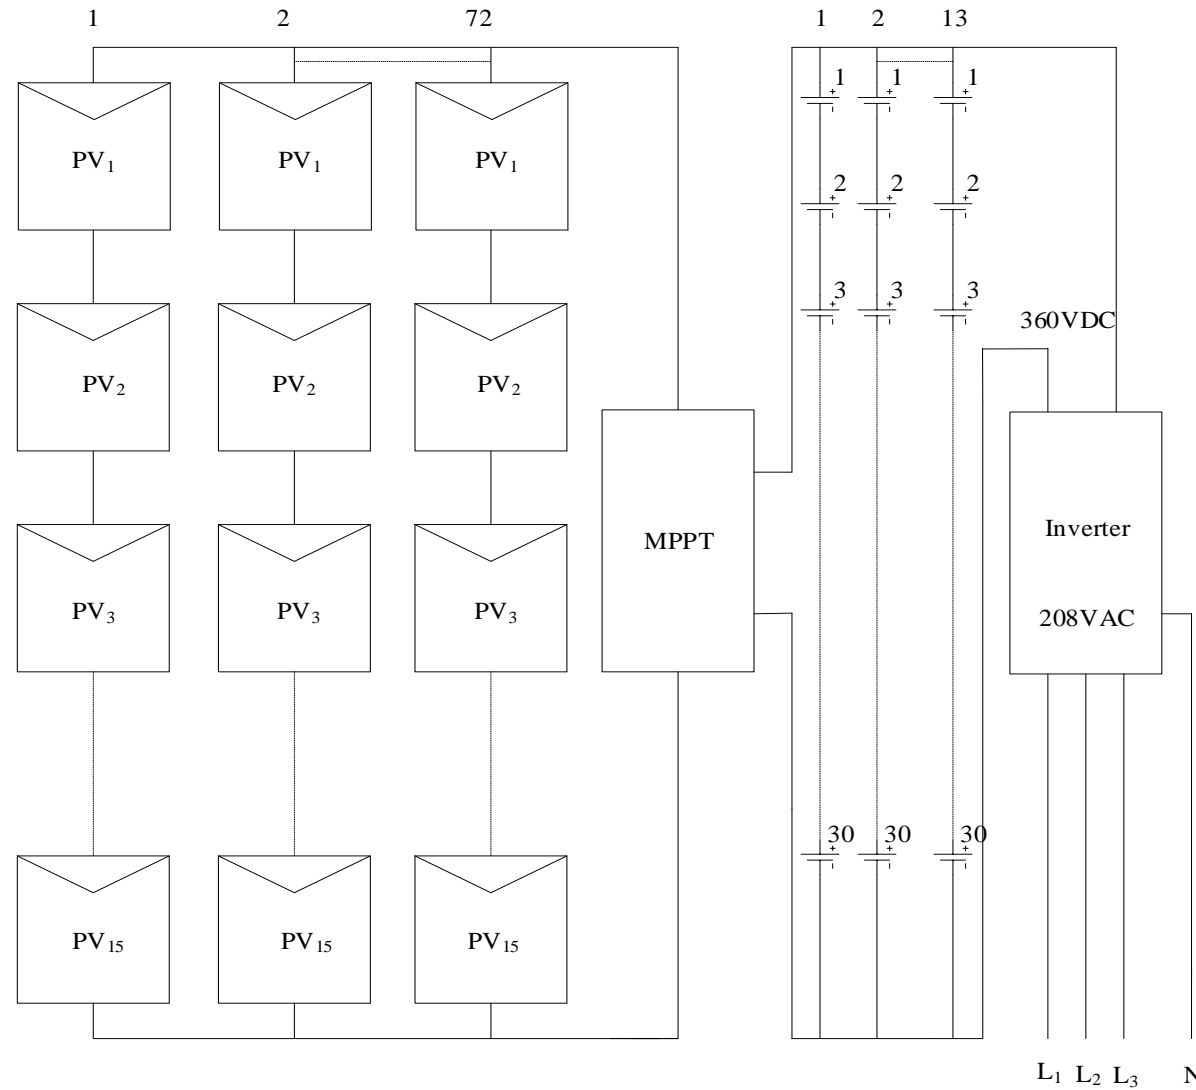 1 2 72 1 2 13
1 1 1
PV1 PV1 PV1
2 2 2
3 3 3
360VDC
PV2 PV2 PV2
Inverter
MPPT
PV3 PV3 PV3 208VAC
30 30 30
PV15 PV15 PV15
L1 L2 L3 N